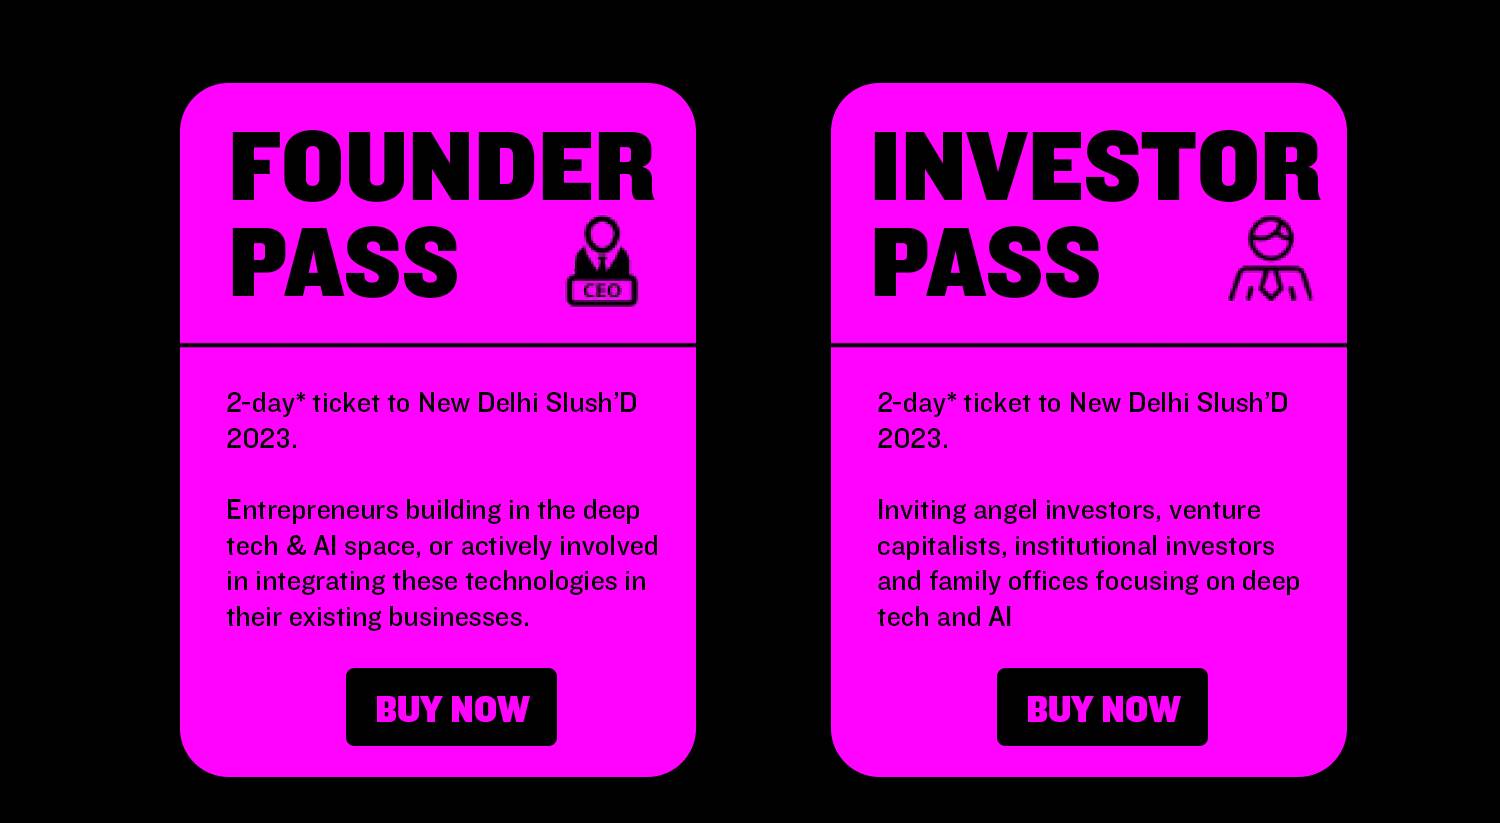 FOUNDER
PASS
CEO
2-day* ticket to New Delhi Slush’D
2023.
Entrepreneurs building in the deep
tech & AI space, or actively involved
in integrating these technologies in
their existing businesses.
BUY NOW
INVESTOR
PASS
2-day* ticket to New Delhi Slush’D
2023.
Inviting angel investors, venture
capitalists, institutional investors
and family offices focusing on deep
tech and AI
BUY NOW